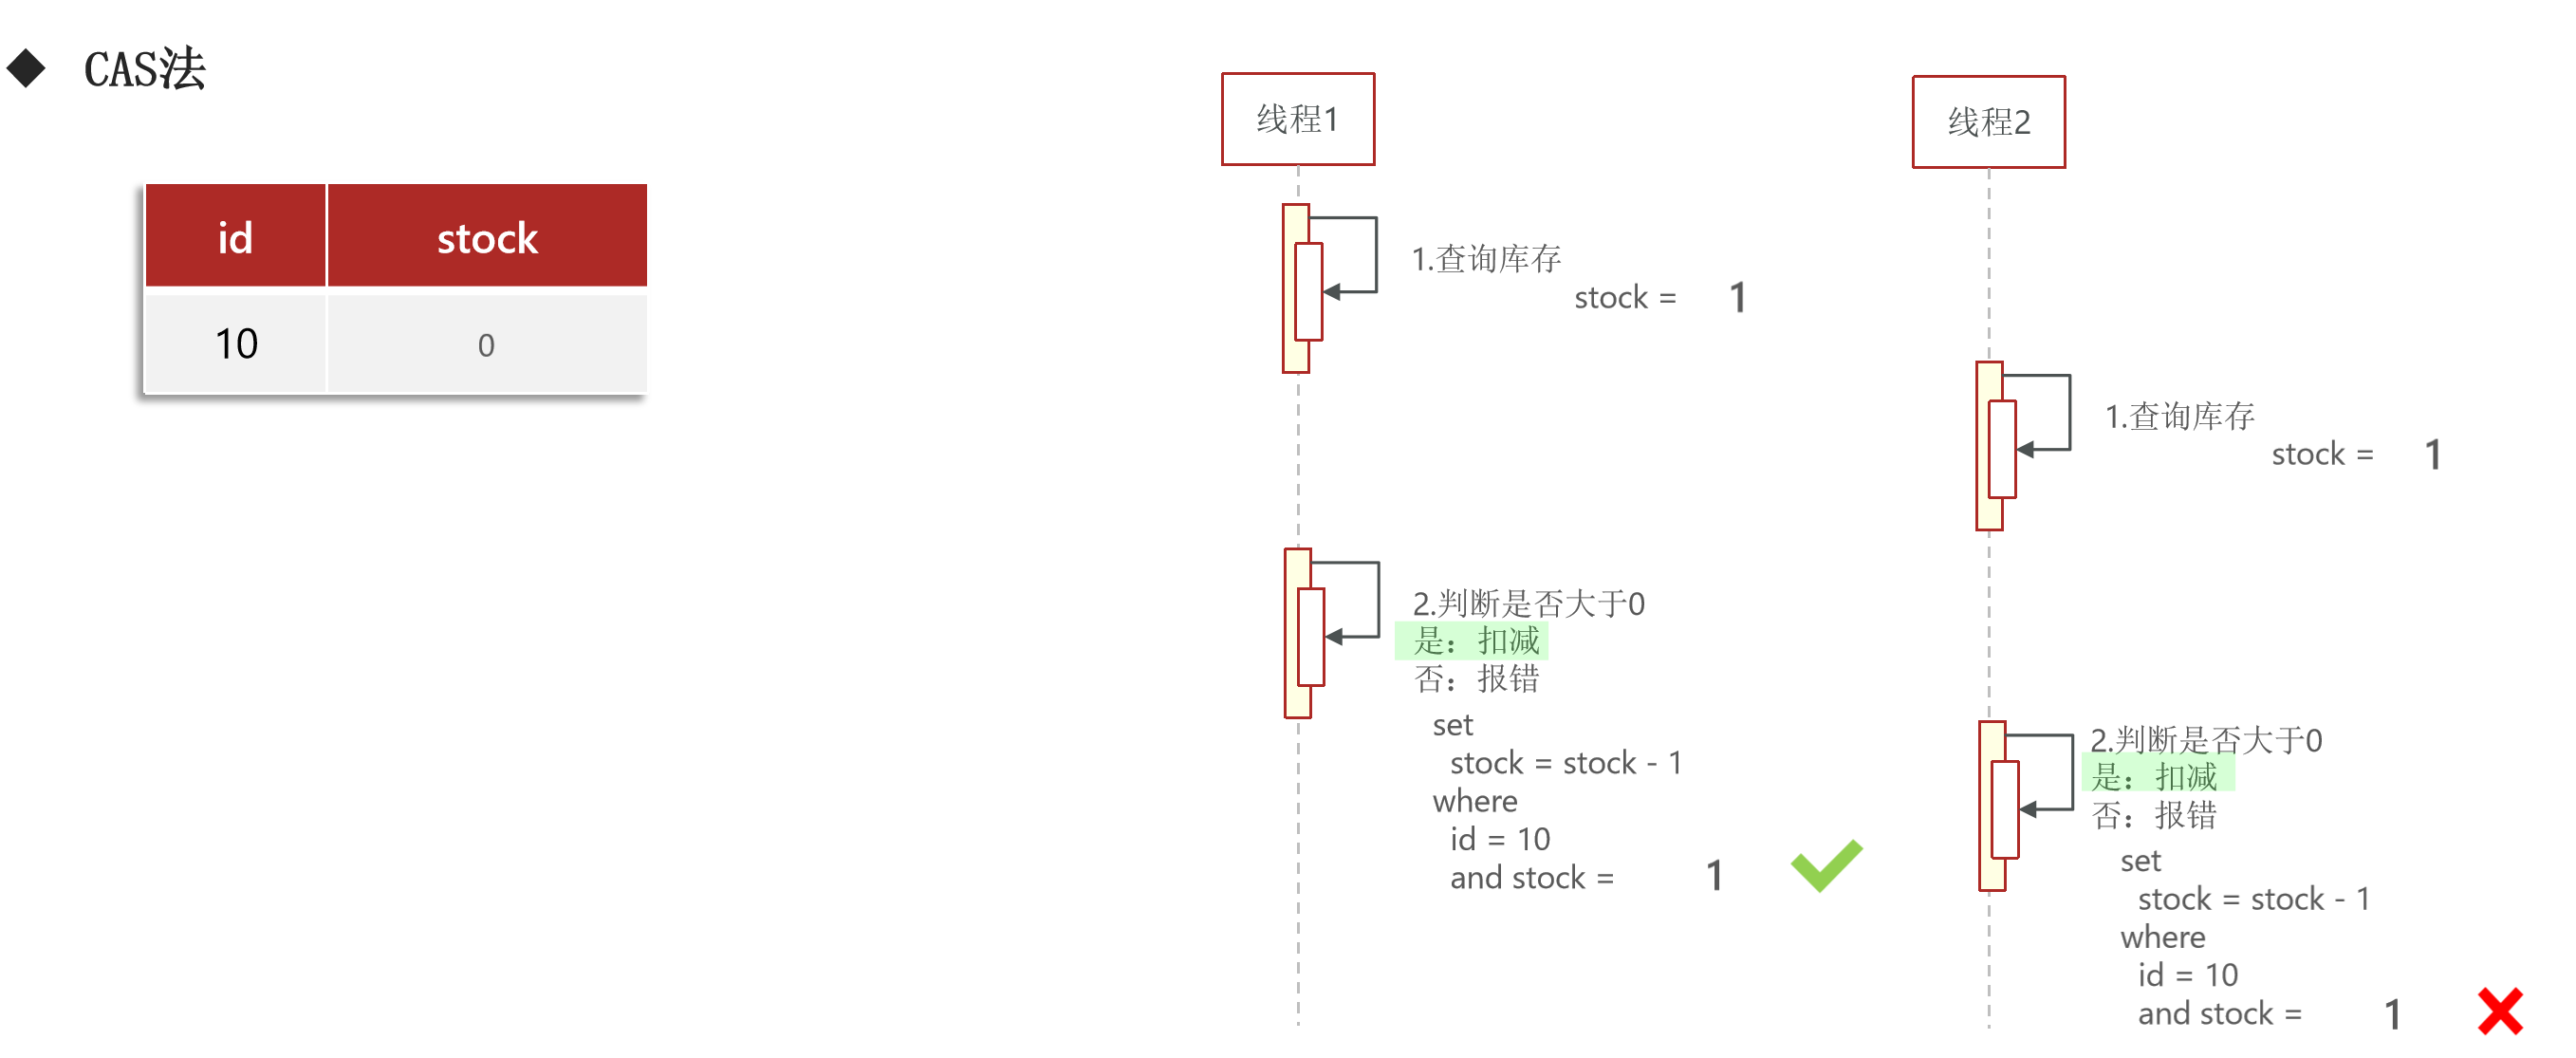 CAS法
id stock
10 0
线程1
1.查询库存
stock = 1
2.判断是否大于0
是：扣减
否：报错
set
stock = stock - 1
where
id = 10
and stock = 1
线程2
1.查询库存
stock = 1
2.判断是否大于0
是：扣减
否：报错
set
stock = stock - 1
where
id = 10
and stock = 1